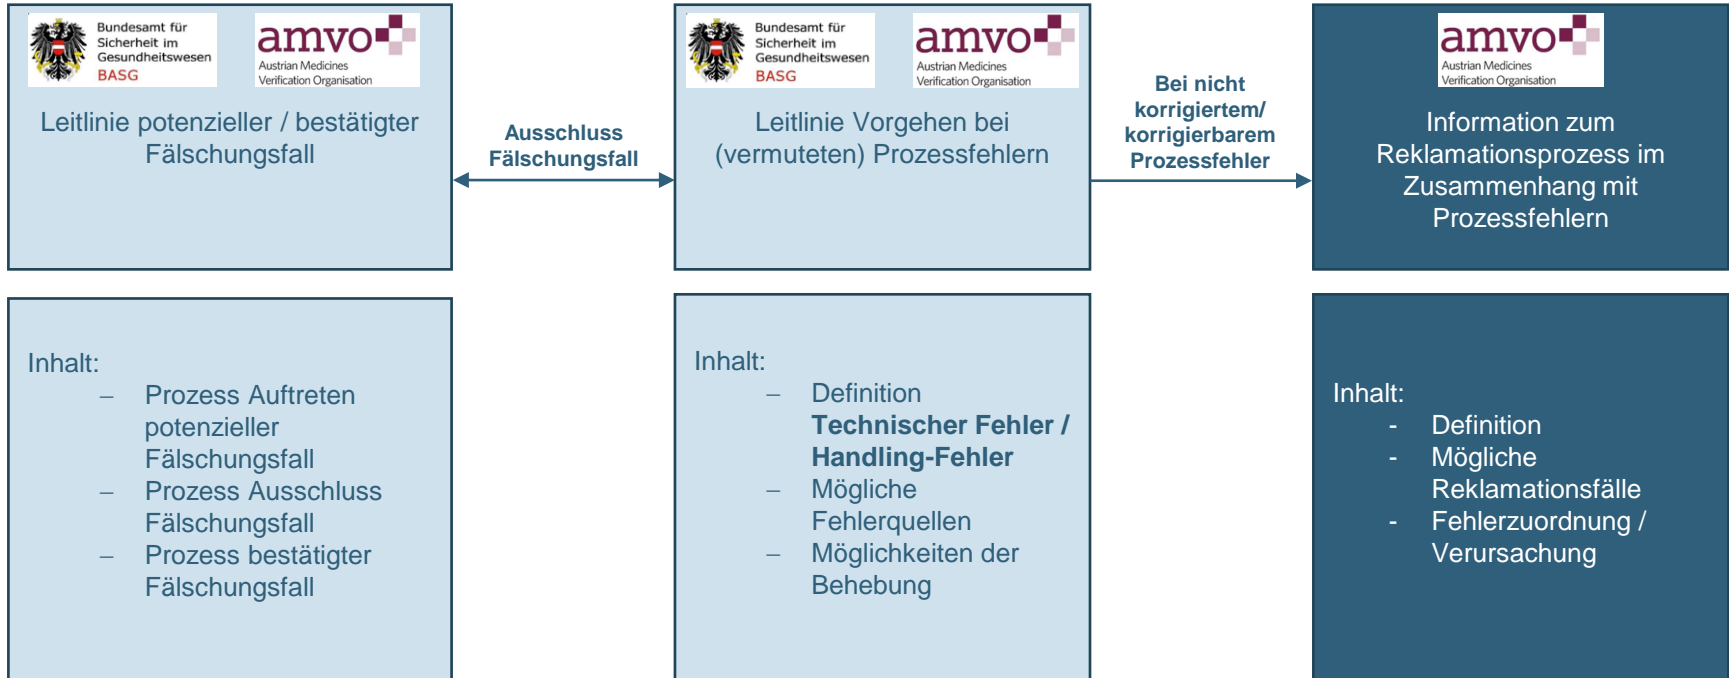 Bundesamt für
Sicherheit im
Gesundheitswesen
BASG
amvo
Austrian Medicines
Verification Organisation
Leitlinie potenzieller / bestätigter
Fälschungsfall
Ausschluss
Fälschungsfall
Bundesamt für
Sicherheit im
Gesundheitswesen
BASG
amvo
Austrian Medicines
Verification Organisation
Leitlinie Vorgehen bei
(vermuteten) Prozessfehlern
Bei nicht
korrigiertem/
korrigierbarem
Prozessfehler
amvo
Austrian Medicines
Verification Organisation
Information zum
Reklamationsprozess im
Zusammenhang mit
Prozessfehlern
Inhalt:
– Prozess Auftreten
potenzieller
Fälschungsfall
– Prozess Ausschluss
Fälschungsfall
– Prozess bestätigter
Fälschungsfall
Inhalt:
– Definition
Technischer Fehler /
Handling-Fehler
– Mögliche
Fehlerquellen
– Möglichkeiten der
Behebung
Inhalt:
- Definition
- Mögliche
Reklamationsfälle
- Fehlerzuordnung /
Verursachung